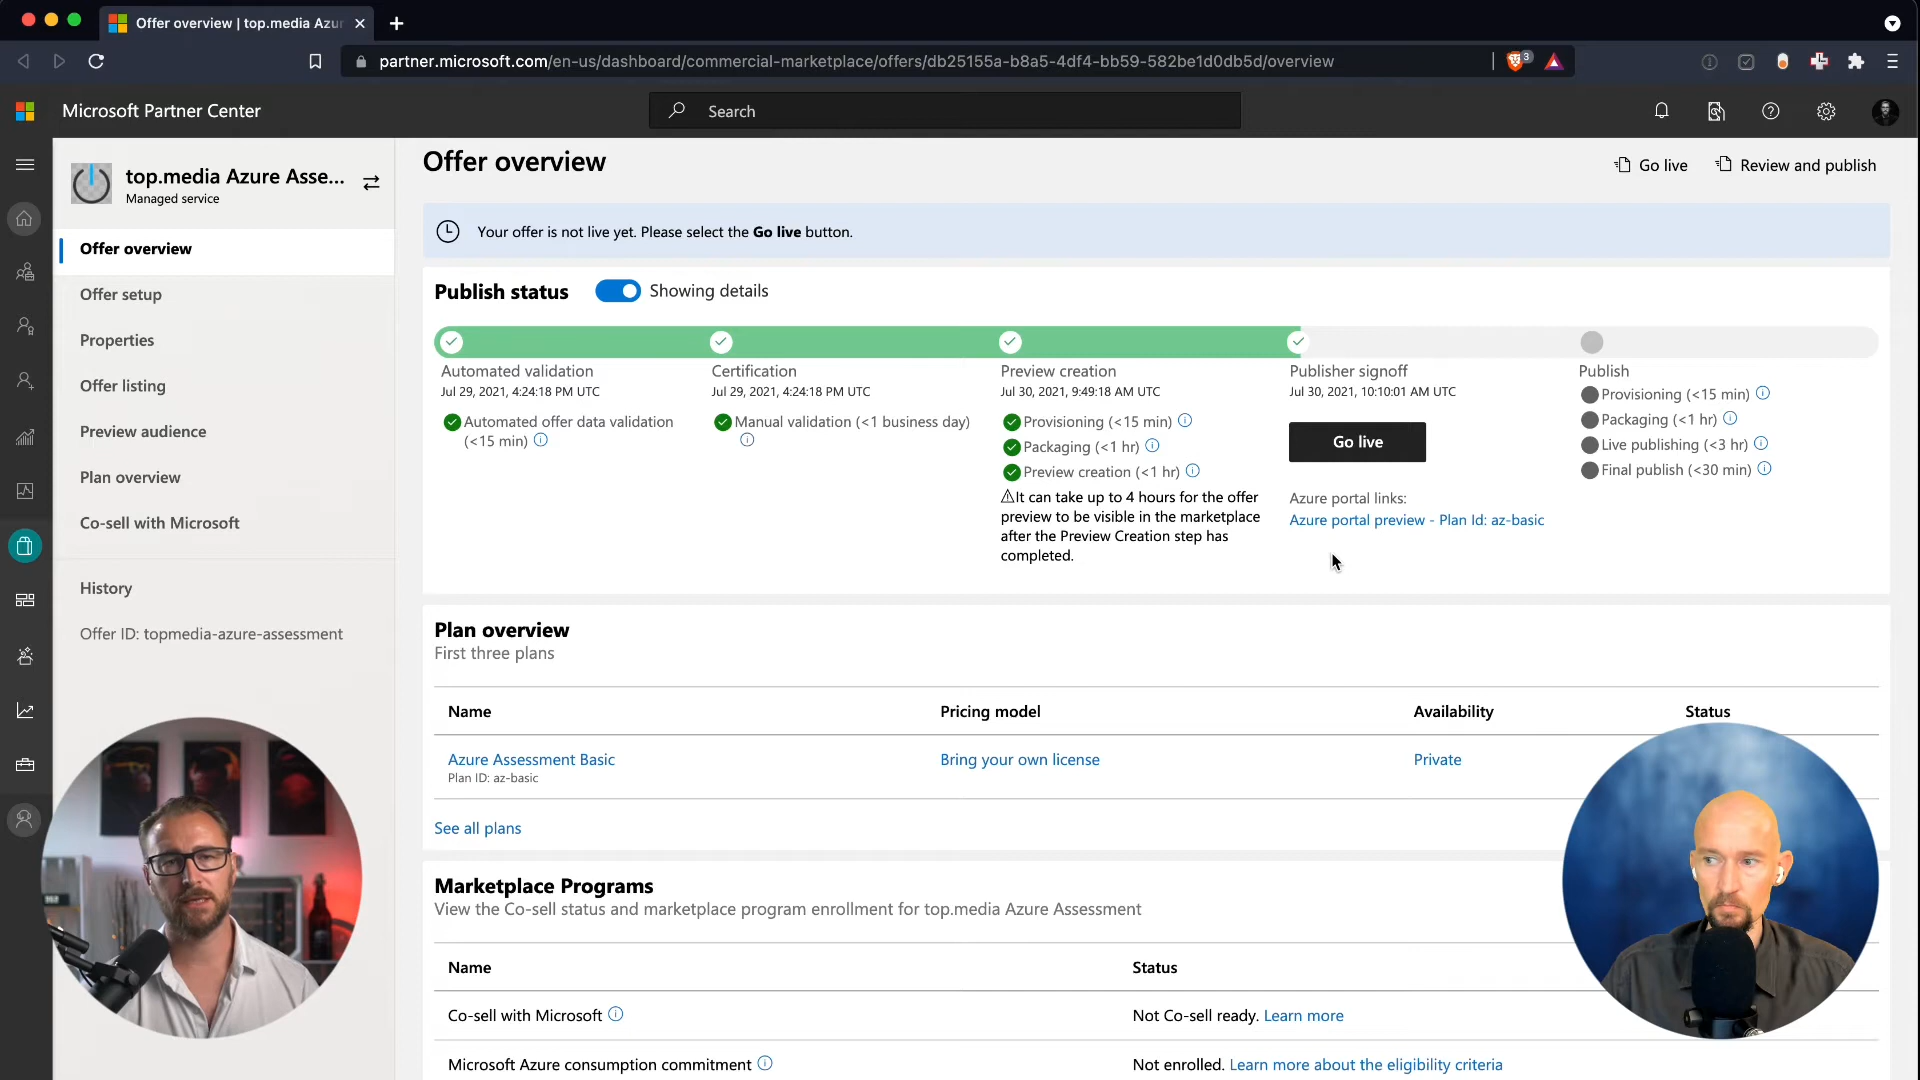 Offer overview | top.media Azur
partner.microsoft.com/en-us/dashboard/commercial-marketplace/offers/db25155a-b8a5-4df4-bb59-582be1d0db5d/overview
3
Microsoft Partner Center
Search
top.media Azure Asse...
Managed service
Offer overview
Offer setup
Properties
Offer listing
Preview audience
Plan overview
Co-sell with Microsoft
History
Offer ID: topmedia-azure-assessment
Offer overview
Go live
Review and publish
Your offer is not live yet. Please select the Go live button.
Publish status
Showing details
Automated validation
Jul 29, 2021, 4:24:18 PM UTC
Automated offer data validation
(<15 min)
Certification
Jul 29, 2021, 4:24:18 PM UTC
Manual validation (<1 business day)
Preview creation
Jul 30, 2021, 9:49:18 AM UTC
Provisioning (<15 min)
Packaging (<1 hr)
Preview creation (<1 hr)
It can take up to 4 hours for the offer
preview to be visible in the marketplace
after the Preview Creation step has
completed.
Publisher signoff
Jul 30, 2021, 10:10:01 AM UTC
Go live
Azure portal links:
Azure portal preview - Plan Id: az-basic
Publish
Provisioning (<15 min)
Packaging (<1 hr)
Live publishing (<3 hr)
Final publish (<30 min)
Plan overview
First three plans
Name Pricing model Availability Status
Azure Assessment Basic Bring your own license Private
Plan ID: az-basic
See all plans
Marketplace Programs
View the Co-sell status and marketplace program enrollment for top.media Azure Assessment
Name Status
Co-sell with Microsoft Not Co-sell ready. Learn more
Microsoft Azure consumption commitment Not enrolled. Learn more about the eligibility criteria